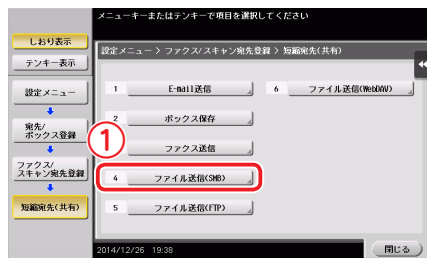 メニューキーまたはテンキーで項目を選択してください
しおり表示
テンキー表示
設定メニュー > ファクス/スキャン宛先登録 > 短縮宛先(共有)
設定メニュー
宛先/
ボックス登録
ファクス/
スキャン宛先登録
短縮宛先(共有)
1 E-mail送信
6 ファイル送信(WebDAV)
2 ボックス保存
1
ファクス送信
4 ファイル送信(SMB)
5 ファイル送信(FTP)
2014/12/26 19:38
閉じる